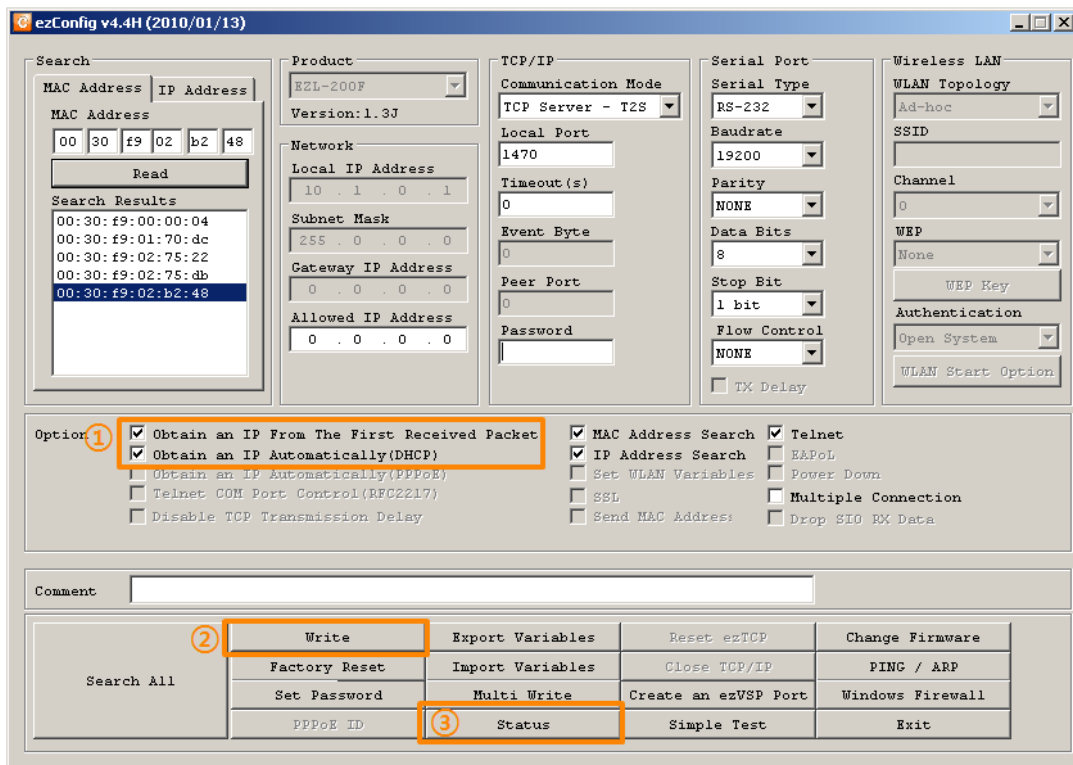 ezConfig v4.4H (2010/01/13)
Search
MAC Address
IP Address
MAC Address
00 30 f9 02 b2 48
Read
Search Results
00:30:f9:00:00:04
00:30:f9:01:70:dc
00:30:f9:02:75:22
00:30:f9:02:75:db
00:30:f9:02:b2:48
Product
EZL-200F
Version:1.3J
Network
Local IP Address
10 . 1 . 0 . 1
Subnet Mask
255 . 0 . 0 . 0
Gateway IP Address
0 . 0 . 0 . 0
Allowed IP Address
0 . 0 . 0 . 0
TCP/IP
Communication Mode
TCP Server - T2S
Local Port
1470
Timeout(s)
0
Event Byte
0
Peer Port
0
Password
Serial Port
Serial Type
RS-232
Baudrate
19200
Parity
NONE
Data Bits
8
Stop Bit
1 bit
Flow Control
NONE
TX Delay
Wireless LAN
WLAN Topology
Ad-hoc
SSID
Channel
0
WEP
None
WEP Key
Authentication
Open System
WLAN Start Option
Option
①
Obtain an IP From The First Received Packet
Obtain an IP Automatically(DHCP)
Obtain an IP Automatically(PPPoE)
Telnet COM Port Control(RFC2217)
Disable TCP Transmission Delay
MAC Address Search
IP Address Search
Set WLAN Variables
SSL
Send MAC Address
Telnet
EAPoL
Power Down
Multiple Connection
Drop SIO RX Data
Comment
Search All
② Write
Export Variables
Reset ezTCP
Change Firmware
Factory Reset
Import Variables
Close TCP/IP
PING / ARP
Set Password
Multi Write
Create an ezVSP Port
Windows Firewall
PPPoE ID
③ Status
Simple Test
Exit